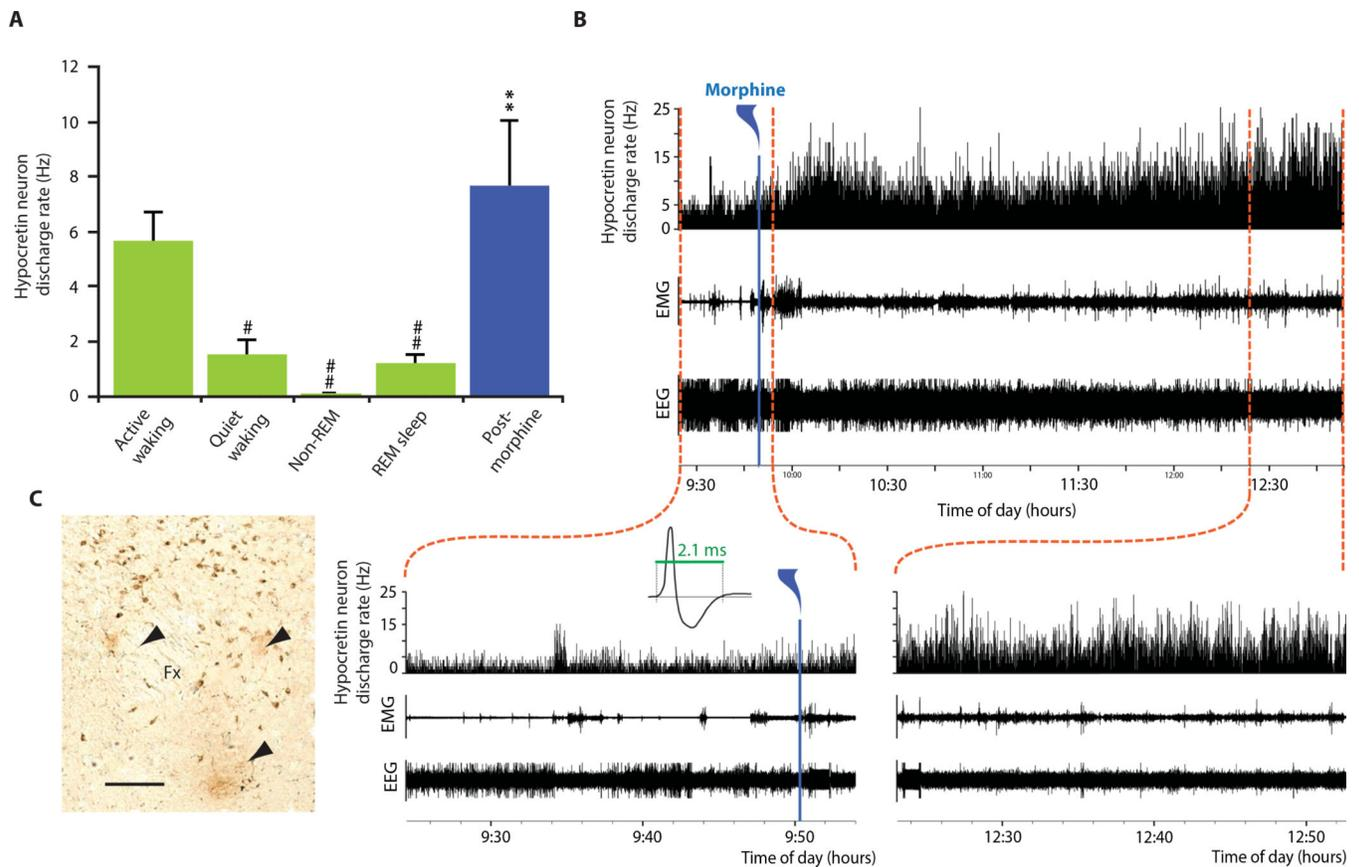 A
12
10
8
6
4
2
0
Hypocretin neuron
discharge rate (Hz)
#
#
#
#
#
**
Active
waking
Quiet
waking
Non-REM
REM sleep
Post-
morphine
B
Morphine
Hypocretin neuron
discharge rate (Hz)
25
15
5
0
EMG
EEG
9:30
10:00
10:30
11:00
11:30
12:00
12:30
Time of day (hours)
C
Fx
2.1 ms
Hypocretin neuron
discharge rate (Hz)
25
15
0
EMG
EEG
9:30
9:40
9:50
Time of day (hours)
12:30
12:40
12:50
Time of day (hours)